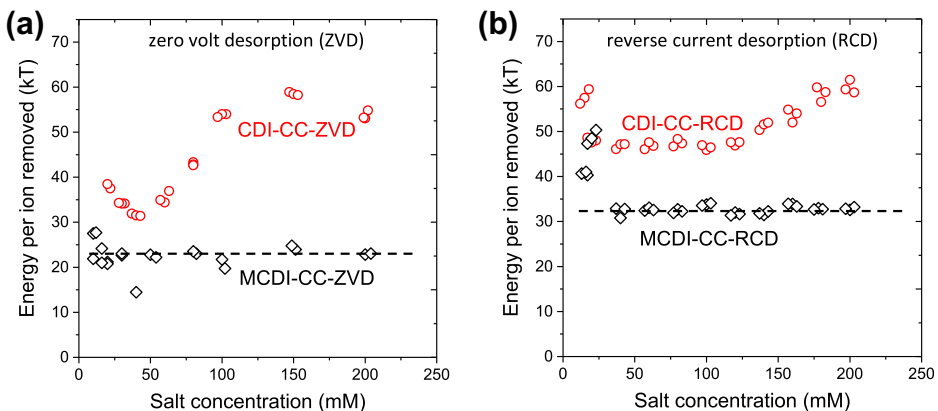 (a)
zero volt desorption (ZVD)
Energy per ion removed (kT)
70
60
50
40
30
20
10
0
CDI-CC-ZVD
MCDI-CC-ZVD
0 50 100 150 200 250
Salt concentration (mM)
(b)
reverse current desorption (RCD)
Energy per ion removed (kT)
70
60
50
40
30
20
10
0
CDI-CC-RCD
MCDI-CC-RCD
0 50 100 150 200 250
Salt concentration (mM)